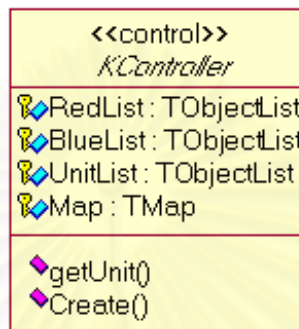 <<control>>
KController
RedList : TObjectList
BlueList : TObjectList
UnitList : TObjectList
Map : TMap
getUnit()
Create()